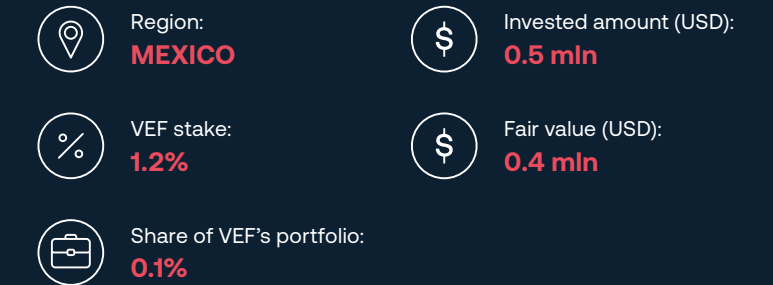 Region:
MEXICO
Invested amount (USD):
0.5 mln
VEF stake:
1.2%
Fair value (USD):
0.4 mln
Share of VEF's portfolio:
0.1%